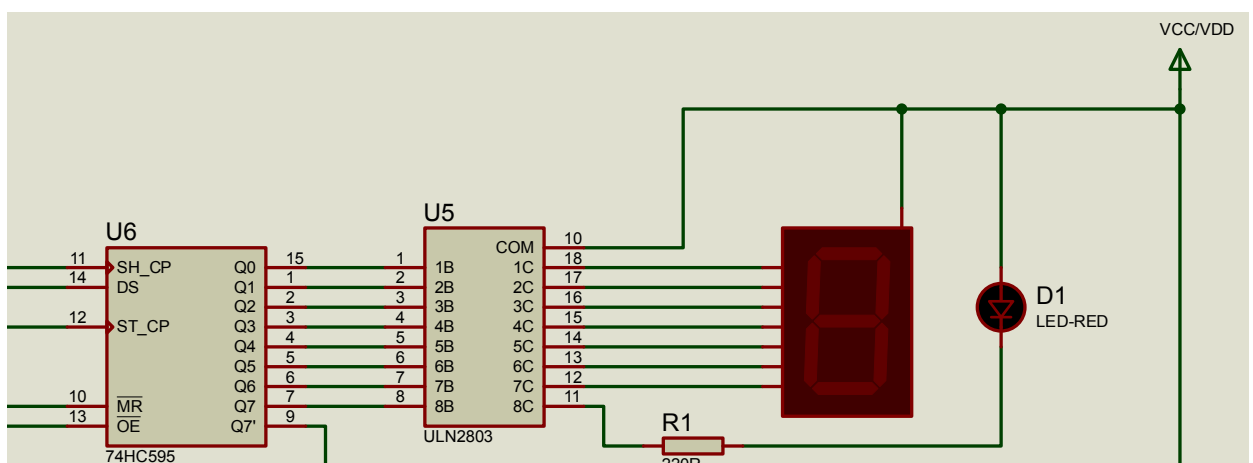 VCC/VDD
U6
11 SH_CP Q0 15
14 DS Q1 1
Q2 2
12 ST_CP Q3 3
Q4 4
Q5 5
Q6 6
10 MR Q7 7
13 OE Q7' 9
74HC595
U5
COM 10
1 1B 1C 18
2 2B 2C 17
3 3B 3C 16
4 4B 4C 15
5 5B 5C 14
6 6B 6C 13
7 7B 7C 12
8 8B 8C 11
ULN2803
D1
LED-RED
R1